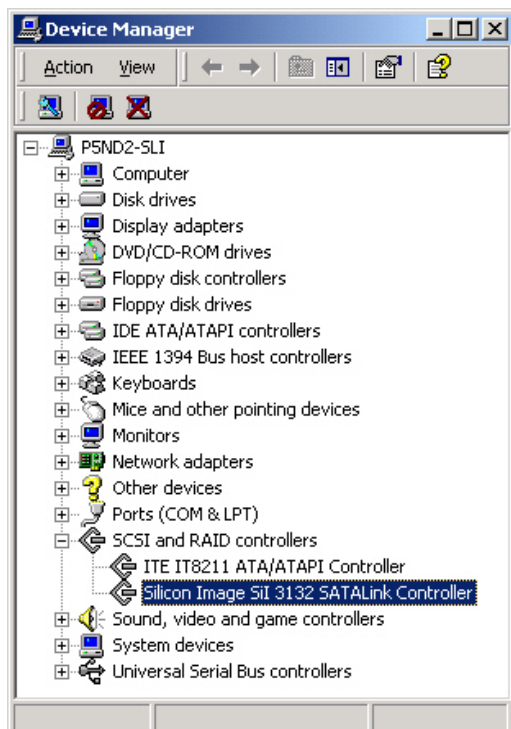 Device Manager
Action View
P5ND2-SLI
Computer
Disk drives
Display adapters
DVD/CD-ROM drives
Floppy disk controllers
Floppy disk drives
IDE ATA/ATAPI controllers
IEEE 1394 Bus host controllers
Keyboards
Mice and other pointing devices
Monitors
Network adapters
Other devices
Ports (COM & LPT)
SCSI and RAID controllers
ITE IT8211 ATA/ATAPI Controller
Silicon Image SiI 3132 SATALink Controller
Sound, video and game controllers
System devices
Universal Serial Bus controllers